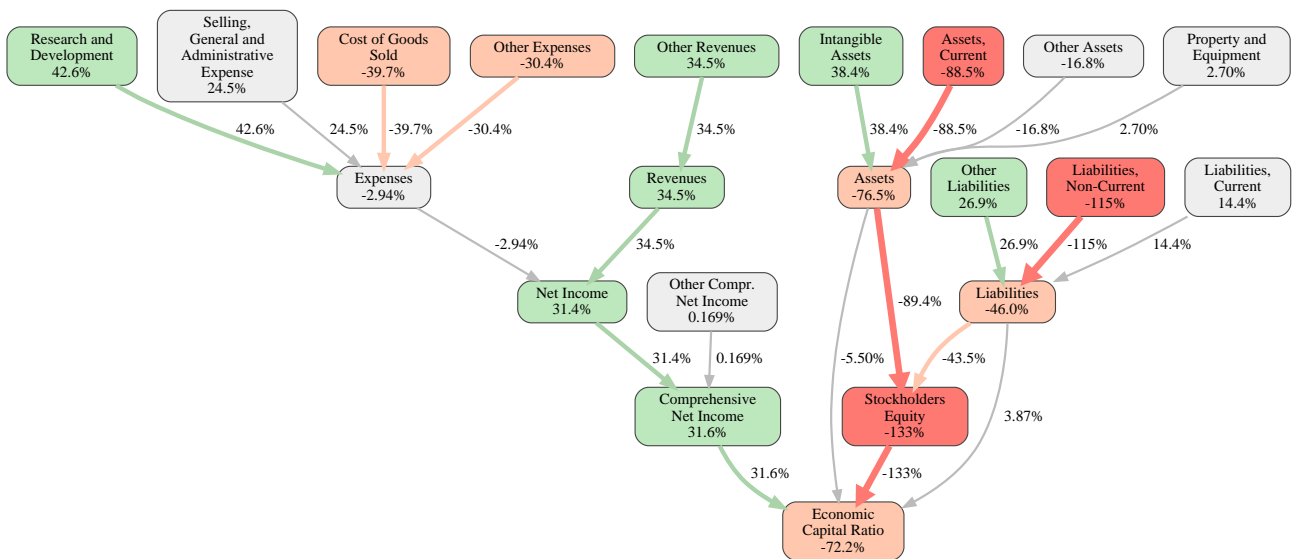 Research and
Development
42.6%
Selling,
General and
Administrative
Expense
24.5%
Cost of Goods
Sold
-39.7%
Other Expenses
-30.4%
Other Revenues
34.5%
Intangible
Assets
38.4%
Assets,
Current
-88.5%
Other Assets
-16.8%
Property and
Equipment
2.70%
42.6%
24.5%
-39.7%
-30.4%
34.5%
38.4%
-88.5%
-16.8%
2.70%
Expenses
-2.94%
Revenues
34.5%
Assets
-76.5%
Other
Liabilities
26.9%
Liabilities,
Non-Current
-115%
Liabilities,
Current
14.4%
-2.94%
34.5%
26.9%
-115%
14.4%
Net Income
31.4%
Other Compr.
Net Income
0.169%
-89.4%
Liabilities
-46.0%
31.4%
0.169%
-5.50%
-43.5%
3.87%
Comprehensive
Net Income
31.6%
Stockholders
Equity
-133%
31.6%
-133%
Economic
Capital Ratio
-72.2%